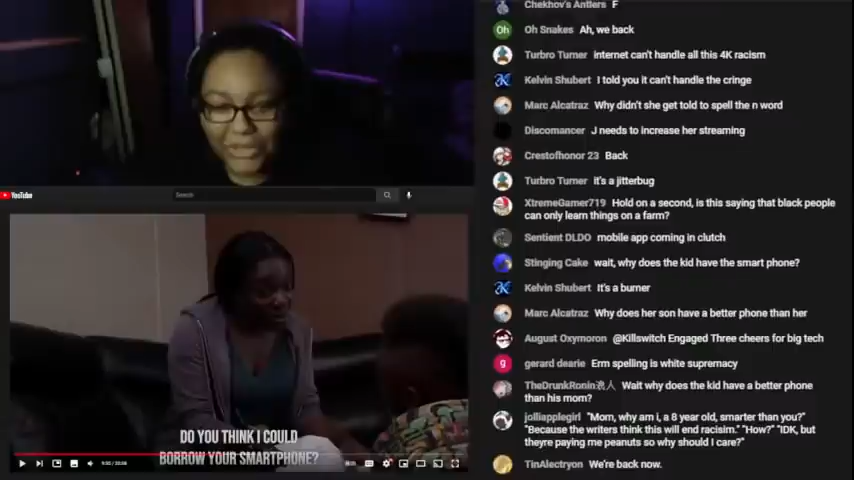 Chekhov's Antlers F
Oh Snakes Ah, we back
Turbro Turner internet can't handle all this 4K racism
Kelvin Shubert I told you it can't handle the cringe
Marc Alcatraz Why didn't she get told to spell the n word
Discomancer J needs to increase her streaming
Crestofhonor 23 Back
Turbro Turner it's a jitterbug
XtremeGamer719 Hold on a second, is this saying that black people
can only learn things on a farm?
Sentient DLDO mobile app coming in clutch
Stinging Cake wait, why does the kid have the smart phone?
Kelvin Shubert It's a burner
Marc Alcatraz Why does her son have a better phone than her
August Oxymoron @Killswitch Engaged Three cheers for big tech
gerard dearie Erm spelling is white supremacy
TheDrunkRonin浪人 Wait why does the kid have a better phone
than his mom?
jolliapplegirl "Mom, why am i, a 8 year old, smarter than you?"
"Because the writers think this will end racisim." "How?" "IDK, but
theyre paying me peanuts so why should I care?"
TinAlectryon We're back now.
Oh
g
YouTube
Search
DO YOU THINK I COULD
BORROW YOUR SMARTPHONE?